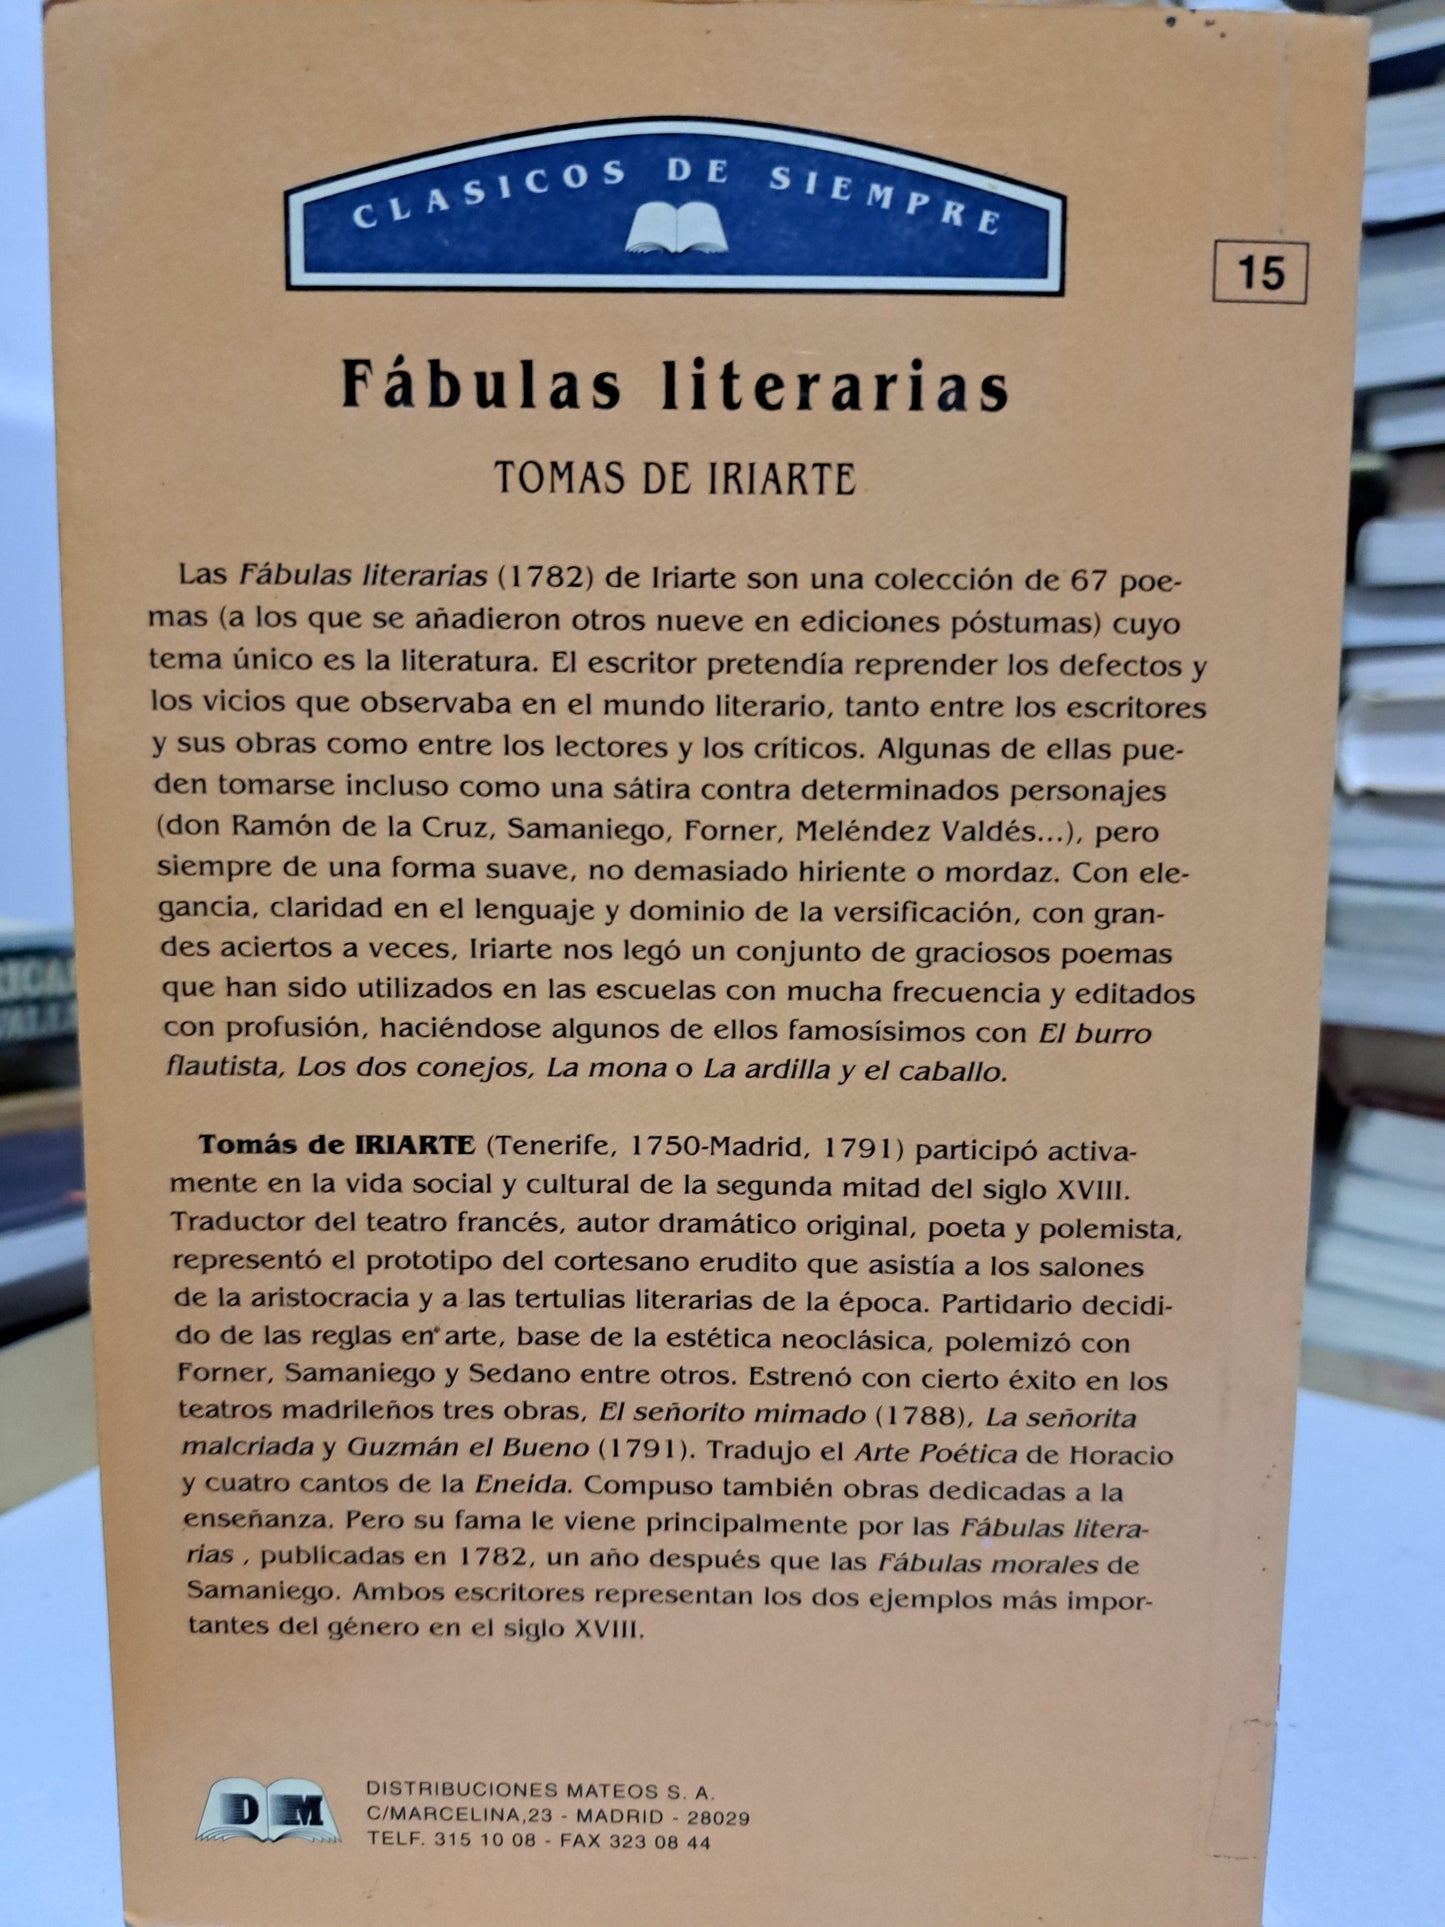 CLASICOS DE SIEMPRE
15
Fábulas literarias
TOMAS DE IRIARTE
Las Fábulas literarias (1782) de Iriarte son una colección de 67 poe-
mas (a los que se añadieron otros nueve en ediciones póstumas) cuyo
tema único es la literatura. El escritor pretendía reprender los defectos y
los vicios que observaba en el mundo literario, tanto entre los escritores
y sus obras como entre los lectores y los críticos. Algunas de ellas pue-
den tomarse incluso como una sátira contra determinados personajes
(don Ramón de la Cruz, Samaniego, Forner, Meléndez Valdés...), pero
siempre de una forma suave, no demasiado hiriente o mordaz. Con ele-
gancia, claridad en el lenguaje y dominio de la versificación, con gran-
des aciertos a veces, Iriarte nos legó un conjunto de graciosos poemas
que han sido utilizados en las escuelas con mucha frecuencia y editados
con profusión, haciéndose algunos de ellos famosísimos con El burro
flautista, Los dos conejos, La mona o La ardilla y el caballo.
Tomás de IRIARTE (Tenerife, 1750-Madrid, 1791) participó activa-
mente en la vida social y cultural de la segunda mitad del siglo XVIII.
Traductor del teatro francés, autor dramático original, poeta y polemista,
representó el prototipo del cortesano erudito que asistía a los salones
de la aristocracia y a las tertulias literarias de la época. Partidario decidi-
do de las reglas en arte, base de la estética neoclásica, polemizó con
Forner, Samaniego y Sedano entre otros. Estrenó con cierto éxito en los
teatros madrileños tres obras, El señorito mimado (1788), La señorita
malcriada y Guzmán el Bueno (1791). Tradujo el Arte Poética de Horacio
y cuatro cantos de la Eneida. Compuso también obras dedicadas a la
enseñanza. Pero su fama le viene principalmente por las Fábulas litera-
rias , publicadas en 1782, un año después que las Fábulas morales de
Samaniego. Ambos escritores representan los dos ejemplos más impor-
tantes del género en el siglo XVIII.
DM
DISTRIBUCIONES MATEOS S. A.
C/MARCELINA,23 - MADRID - 28029
TELF. 315 10 08 - FAX 323 08 44